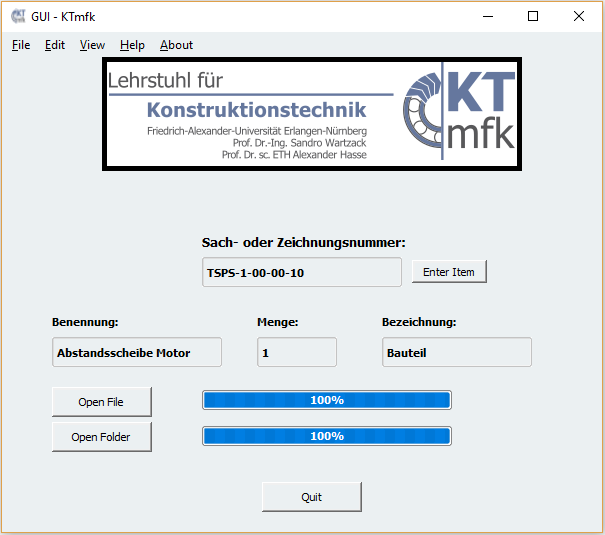 GUI - KTmfk
File Edit View Help About
Lehrstuhl für
Konstruktionstechnik
Friedrich-Alexander-Universität Erlangen-Nürnberg
Prof. Dr.-Ing. Sandro Wartzack
Prof. Dr. sc. ETH Alexander Hasse
KT
mfk
Sach- oder Zeichnungsnummer:
TSPS-1-00-00-10 Enter Item
Benennung: Menge: Bezeichnung:
Abstandsscheibe Motor 1 Bauteil
Open File 100%
Open Folder 100%
Quit